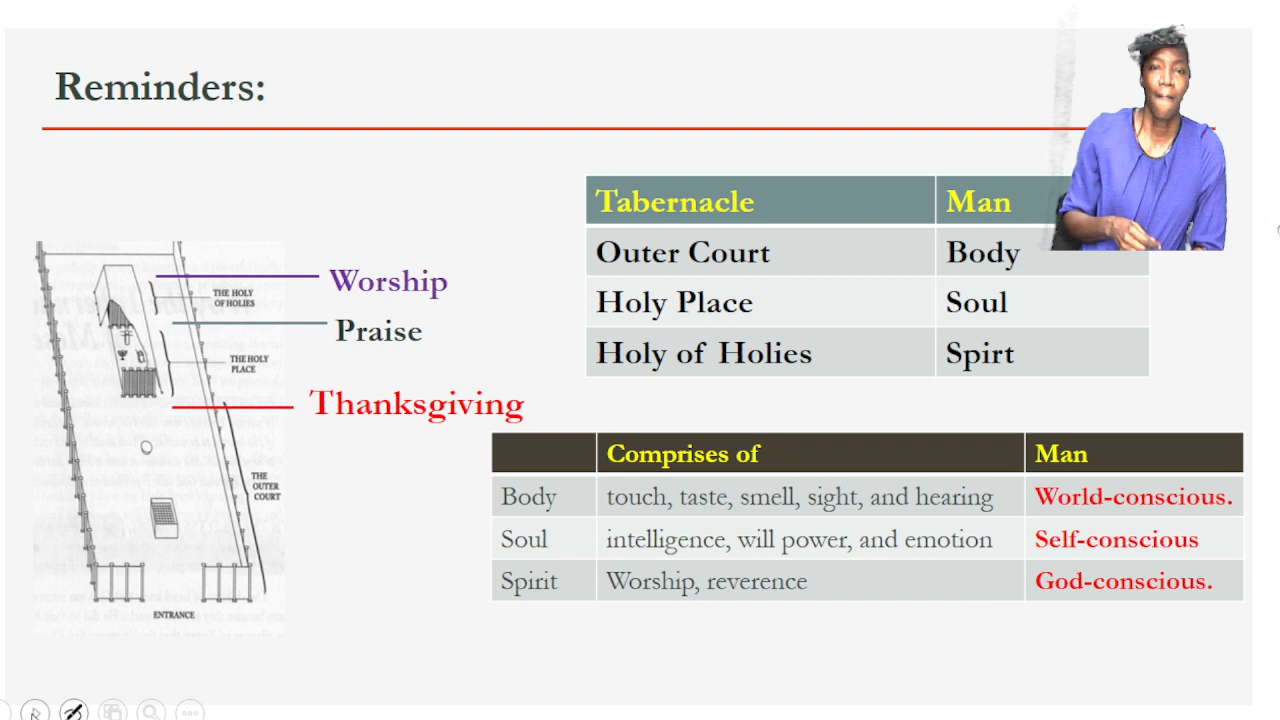 Reminders:
Tabernacle Man
Outer Court Body
Holy Place Soul
Holy of Holies Spirt
Worship
Praise
Thanksgiving
THE HOLY
OF HOLIES
THE HOLY
PLACE
THE
OUTER
COURT
ENTRANCE
Comprises of Man
Body touch, taste, smell, sight, and hearing World-conscious.
Soul intelligence, will power, and emotion Self-conscious
Spirit Worship, reverence God-conscious.